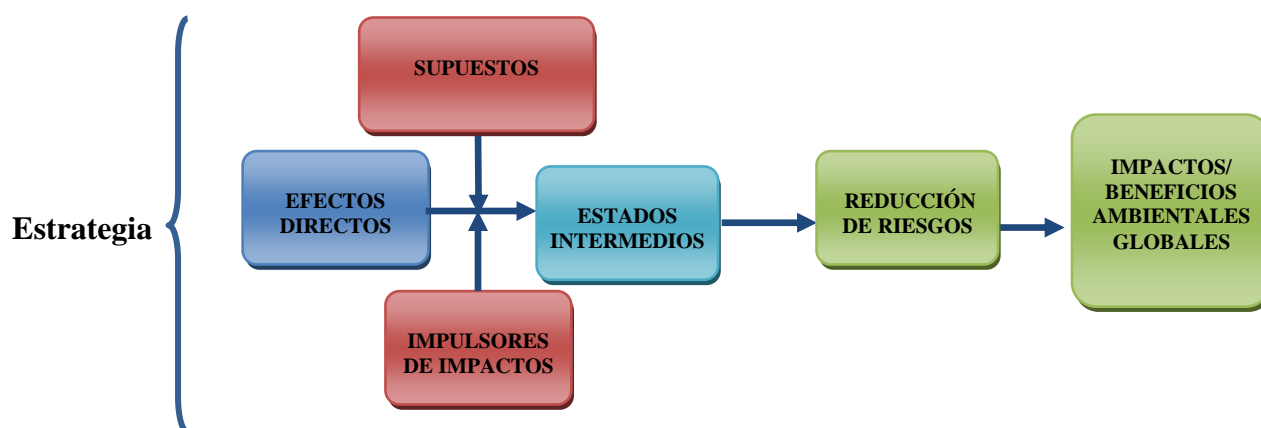 Estrategia
SUPUESTOS
EFECTOS
DIRECTOS
IMPULSORES
DE IMPACTOS
ESTADOS
INTERMEDIOS
REDUCCIÓN
DE RIESGOS
IMPACTOS/
BENEFICIOS
AMBIENTALES
GLOBALES